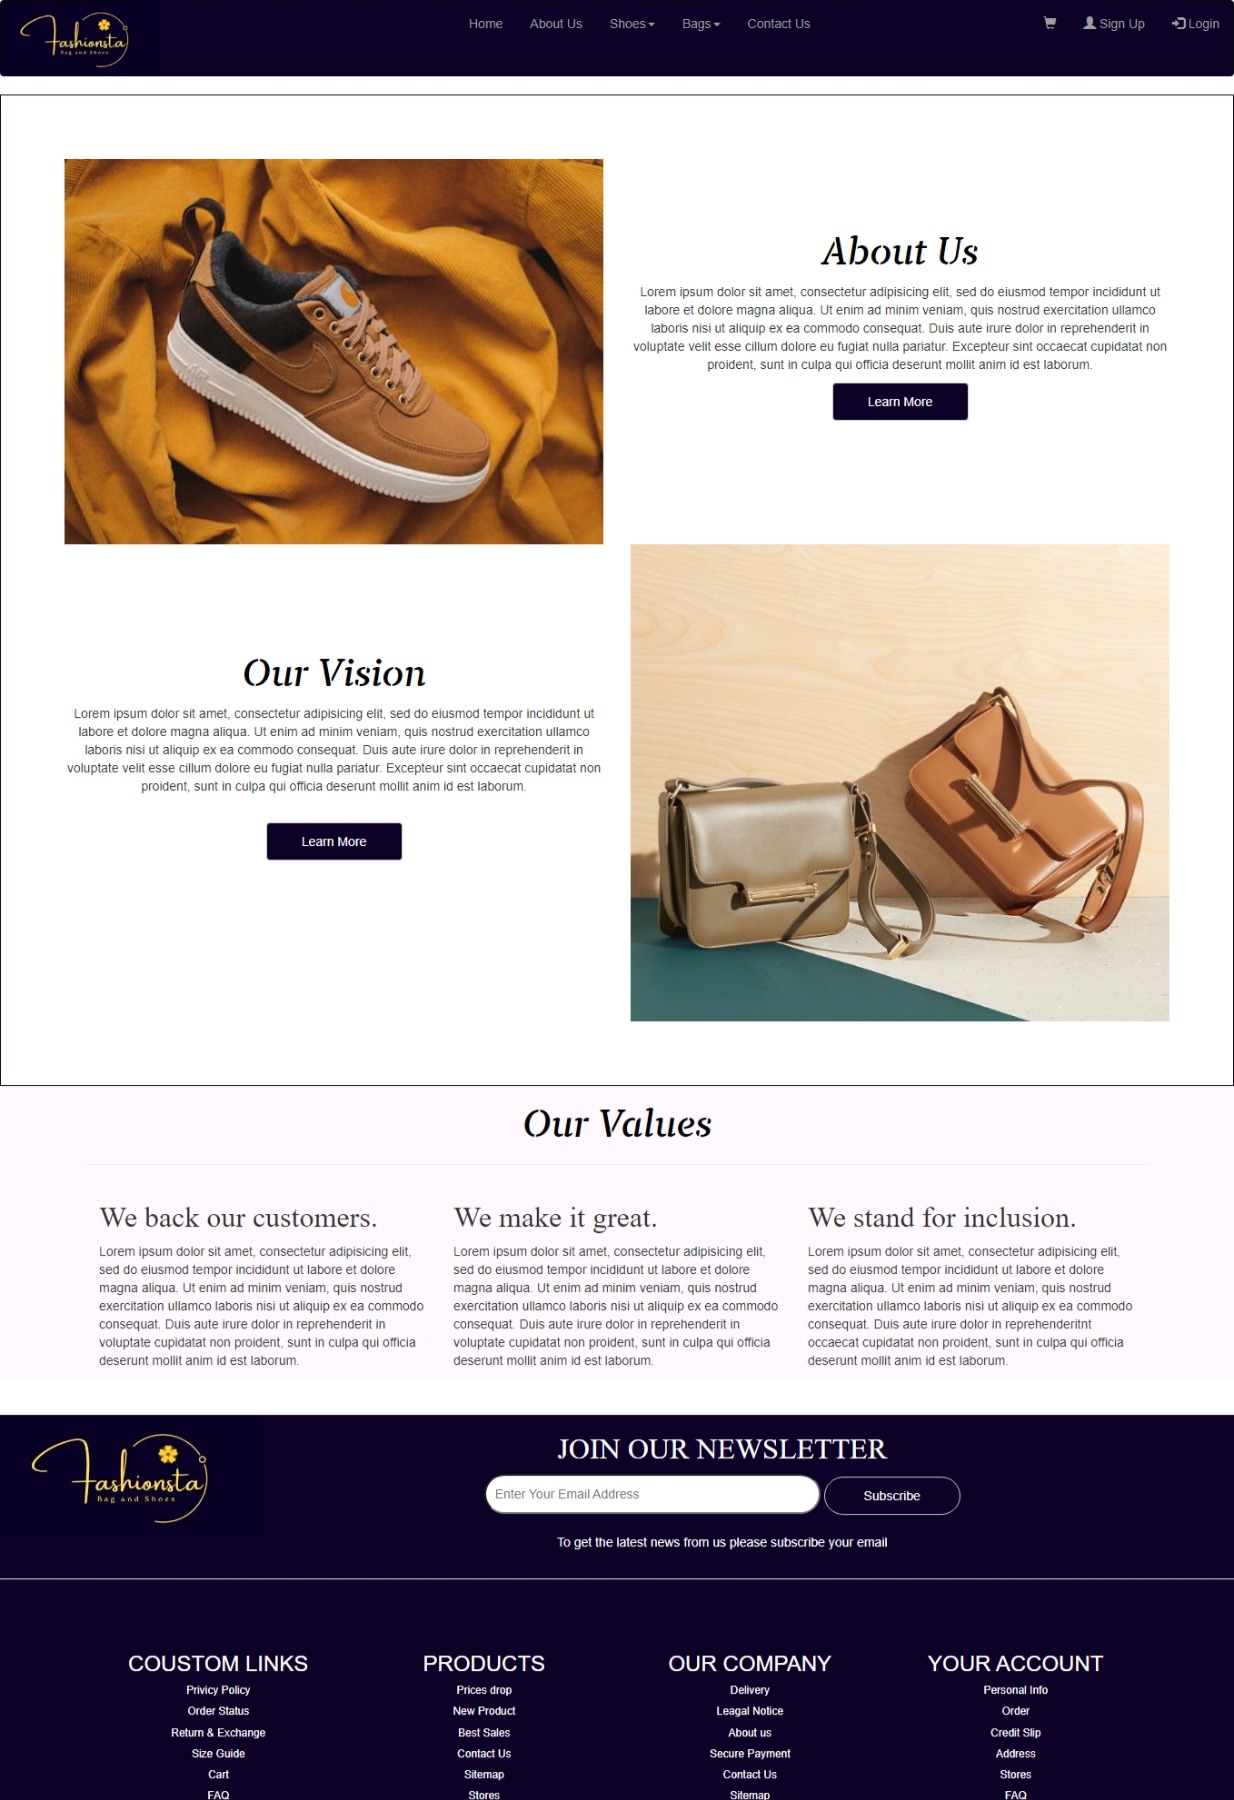 Fashionsta
Bag and Shoes
Home About Us Shoes Bags Contact Us Sign Up Login
About Us
Lorem ipsum dolor sit amet, consectetur adipisicing elit, sed do eiusmod tempor incididunt ut
labore et dolore magna aliqua. Ut enim ad minim veniam, quis nostrud exercitation ullamco
laboris nisi ut aliquip ex ea commodo consequat. Duis aute irure dolor in reprehenderit in
voluptate velit esse cillum dolore eu fugiat nulla pariatur. Excepteur sint occaecat cupidatat non
proident, sunt in culpa qui officia deserunt mollit anim id est laborum.
Learn More
Our Vision
Lorem ipsum dolor sit amet, consectetur adipisicing elit, sed do eiusmod tempor incididunt ut
labore et dolore magna aliqua. Ut enim ad minim veniam, quis nostrud exercitation ullamco
laboris nisi ut aliquip ex ea commodo consequat. Duis aute irure dolor in reprehenderit in
voluptate velit esse cillum dolore eu fugiat nulla pariatur. Excepteur sint occaecat cupidatat non
proident, sunt in culpa qui officia deserunt mollit anim id est laborum.
Learn More
Our Values
We back our customers.
Lorem ipsum dolor sit amet, consectetur adipisicing elit,
sed do eiusmod tempor incididunt ut labore et dolore
magna aliqua. Ut enim ad minim veniam, quis nostrud
exercitation ullamco laboris nisi ut aliquip ex ea commodo
consequat. Duis aute irure dolor in reprehenderit in
voluptate cupidatat non proident, sunt in culpa qui officia
deserunt mollit anim id est laborum.
We make it great.
Lorem ipsum dolor sit amet, consectetur adipisicing elit,
sed do eiusmod tempor incididunt ut labore et dolore
magna aliqua. Ut enim ad minim veniam, quis nostrud
exercitation ullamco laboris nisi ut aliquip ex ea commodo
consequat. Duis aute irure dolor in reprehenderit in
voluptate cupidatat non proident, sunt in culpa qui officia
deserunt mollit anim id est laborum.
We stand for inclusion.
Lorem ipsum dolor sit amet, consectetur adipisicing elit,
sed do eiusmod tempor incididunt ut labore et dolore
magna aliqua. Ut enim ad minim veniam, quis nostrud
exercitation ullamco laboris nisi ut aliquip ex ea commodo
consequat. Duis aute irure dolor in reprehenderitnt
occaecat cupidatat non proident, sunt in culpa qui officia
deserunt mollit anim id est laborum.
Fashionsta
Bag and Shoes
JOIN OUR NEWSLETTER
Enter Your Email Address
Subscribe
To get the latest news from us please subscribe your email
COUSTOM LINKS
Privicy Policy
Order Status
Return & Exchange
Size Guide
Cart
FAQ
PRODUCTS
Prices drop
New Product
Best Sales
Contact Us
Sitemap
Stores
OUR COMPANY
Delivery
Leagal Notice
About us
Secure Payment
Contact Us
Sitemap
YOUR ACCOUNT
Personal Info
Order
Credit Slip
Address
Stores
FAQ